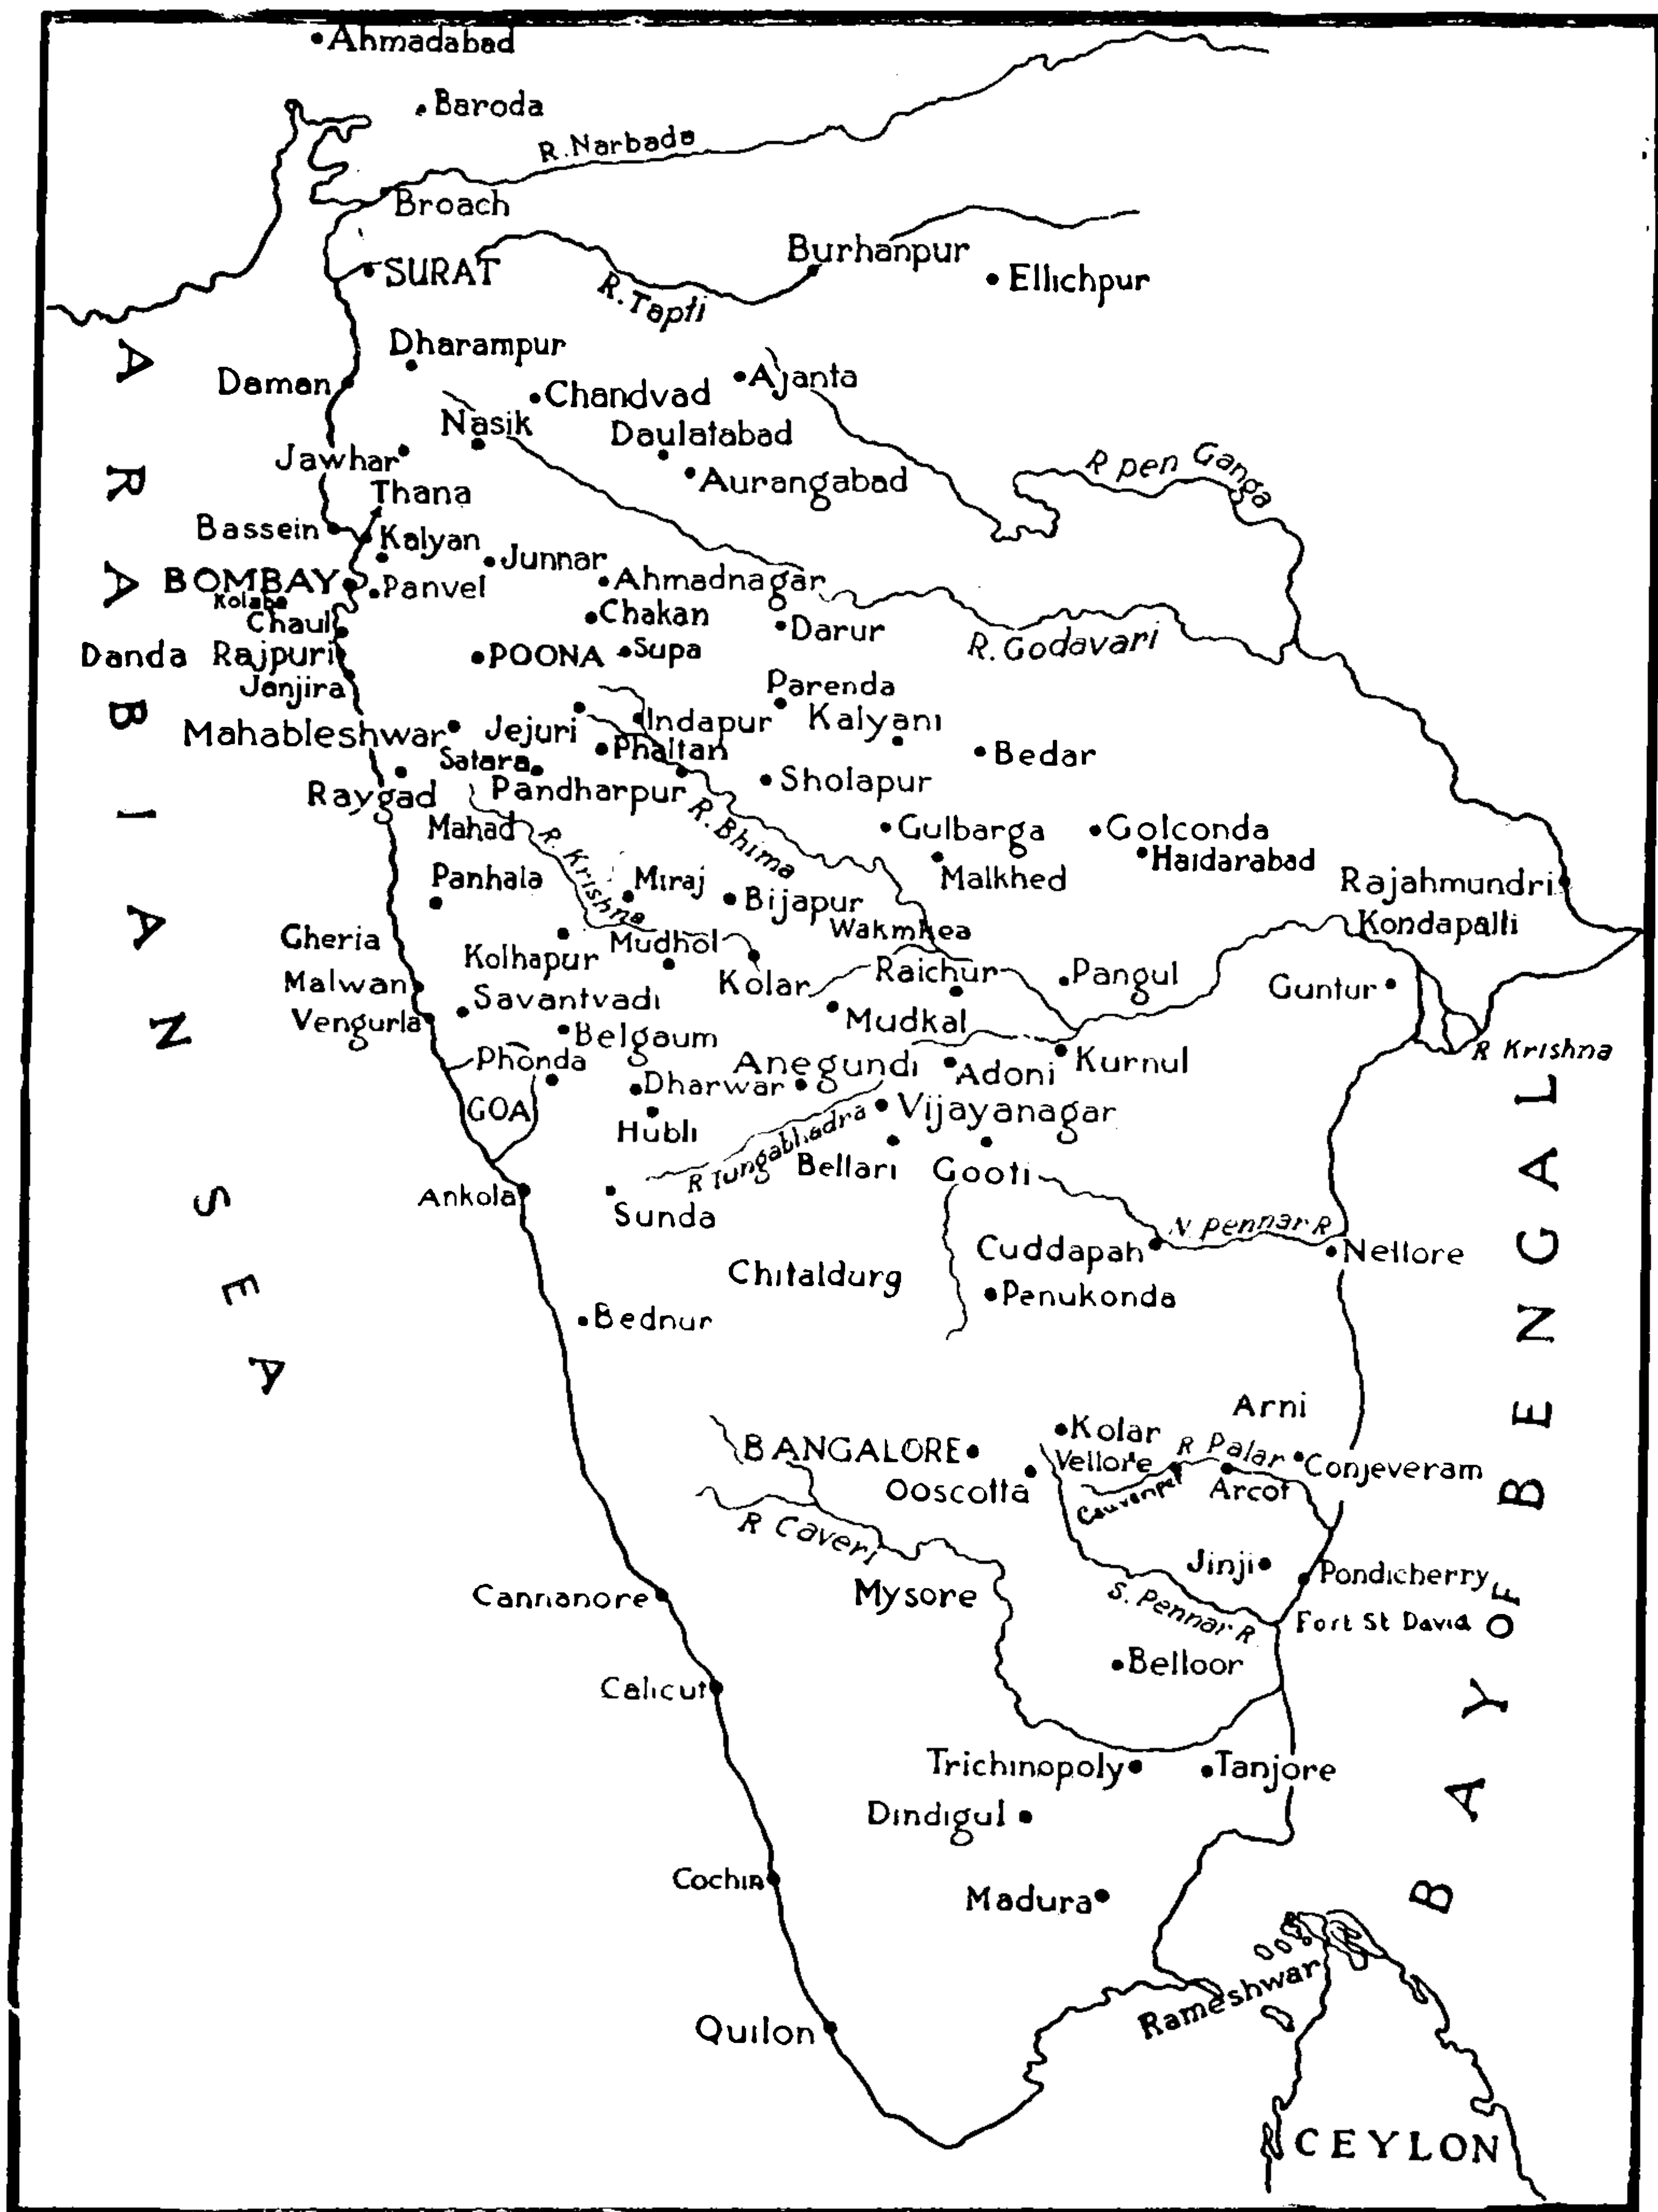 Ahmadabad
Baroda
R. Narbada
Broach
SURAT
Burhanpur
Ellichpur
R. Tapti
Dharampur
Daman
Chandvad
Ajanta
Nasik
Daulatabad
Jawhar
Aurangabad
R pen Ganga
Thana
Bassein
Kalyan
Junnar
BOMBAY
Panvel
Ahmadnagar
Kolaba
Chaul
Chakan
Darur
R. Godavari
Danda Rajpuri
POONA
Supa
Janjira
Parenda
Mahableshwar
Jejuri
Indapur
Kalyani
Phaltan
Bedar
Satara
Sholapur
Raygad
Pandharpur
R. Bhima
Mahad
R. Krishna
Gulbarga
Golconda
Haidarabad
Malkhed
Panhala
Miraj
Bijapur
Rajahmundri
Kondapalli
Gheria
Mudhol
Wakmkea
Kolhapur
Malwan
Kolar
Raichur
Pangul
Guntur
Savantvadi
Vengurla
Mudkal
Belgaum
R Krishna
Phonda
Anegundi
Adoni
Kurnul
Dharwar
GOA
Vijayanagar
Hubli
R Tungabhadra
Bellari
Gooti
Ankola
Sunda
N. Pennar R
Cuddapah
Nellore
Chitaldurg
Penukonda
Bednur
Arni
Kolar
BANGALORE
Vellore
R Palar
Conjeveram
Ooscotta
Arcot
R Caveri
Jinji
Pondicherry
Cannanore
Mysore
S. Pennar R
Fort St David
Belloor
Calicut
Trichinopoly
Tanjore
Dindigul
Cochin
Madura
Rameshwar
Quilon
CEYLON
ARABIAN SEA
BAY OF BENGAL